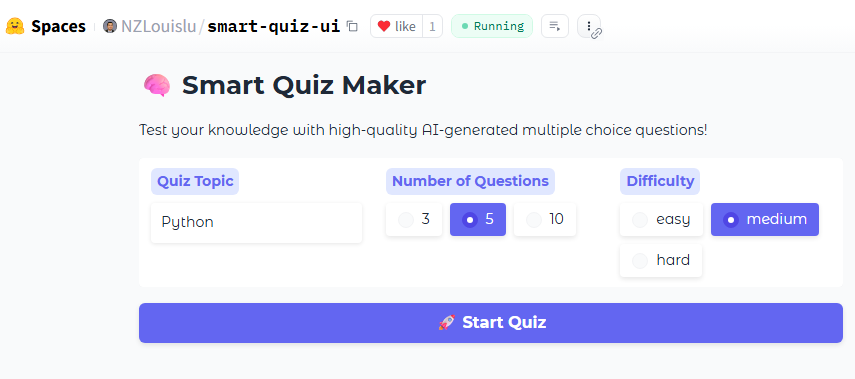 Spaces NZLouislu/smart-quiz-ui like 1 Running
Smart Quiz Maker
Test your knowledge with high-quality AI-generated multiple choice questions!
Quiz Topic Number of Questions Difficulty
Python 3 5 10 easy medium
hard
Start Quiz